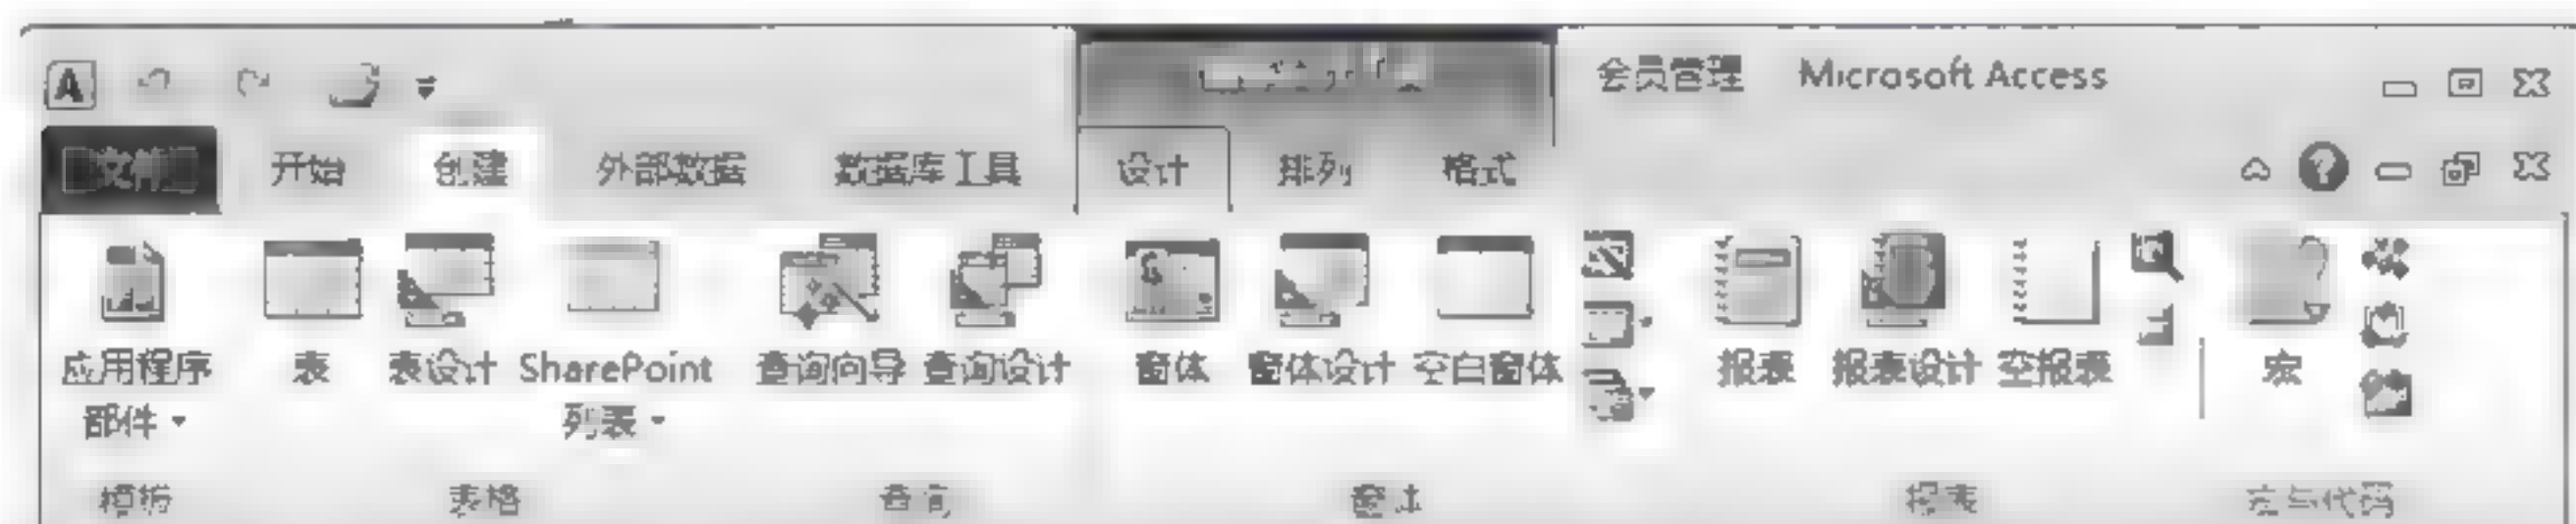 会员管理 Microsoft Access
文件 开始 创建 外部数据 数据库工具 设计 排列 格式
应用程序 表 表设计 SharePoint 查询向导 查询设计 窗体 窗体设计 空白窗体 报表 报表设计 空报表 宏
部件 列表
模板 表格 查询 窗体 报表 宏与代码